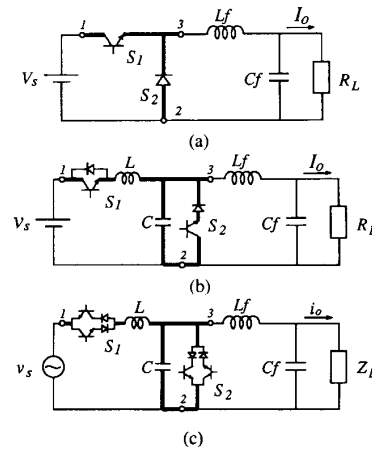 1 S1 3 Lf Io
Vs S2 Cf RL
2
(a)
1 S1 L 3 Lf Io
Vs C S2 Cf RL
2
(b)
1 S1 L 3 Lf io
vs C S2 Cf ZL
2
(c)